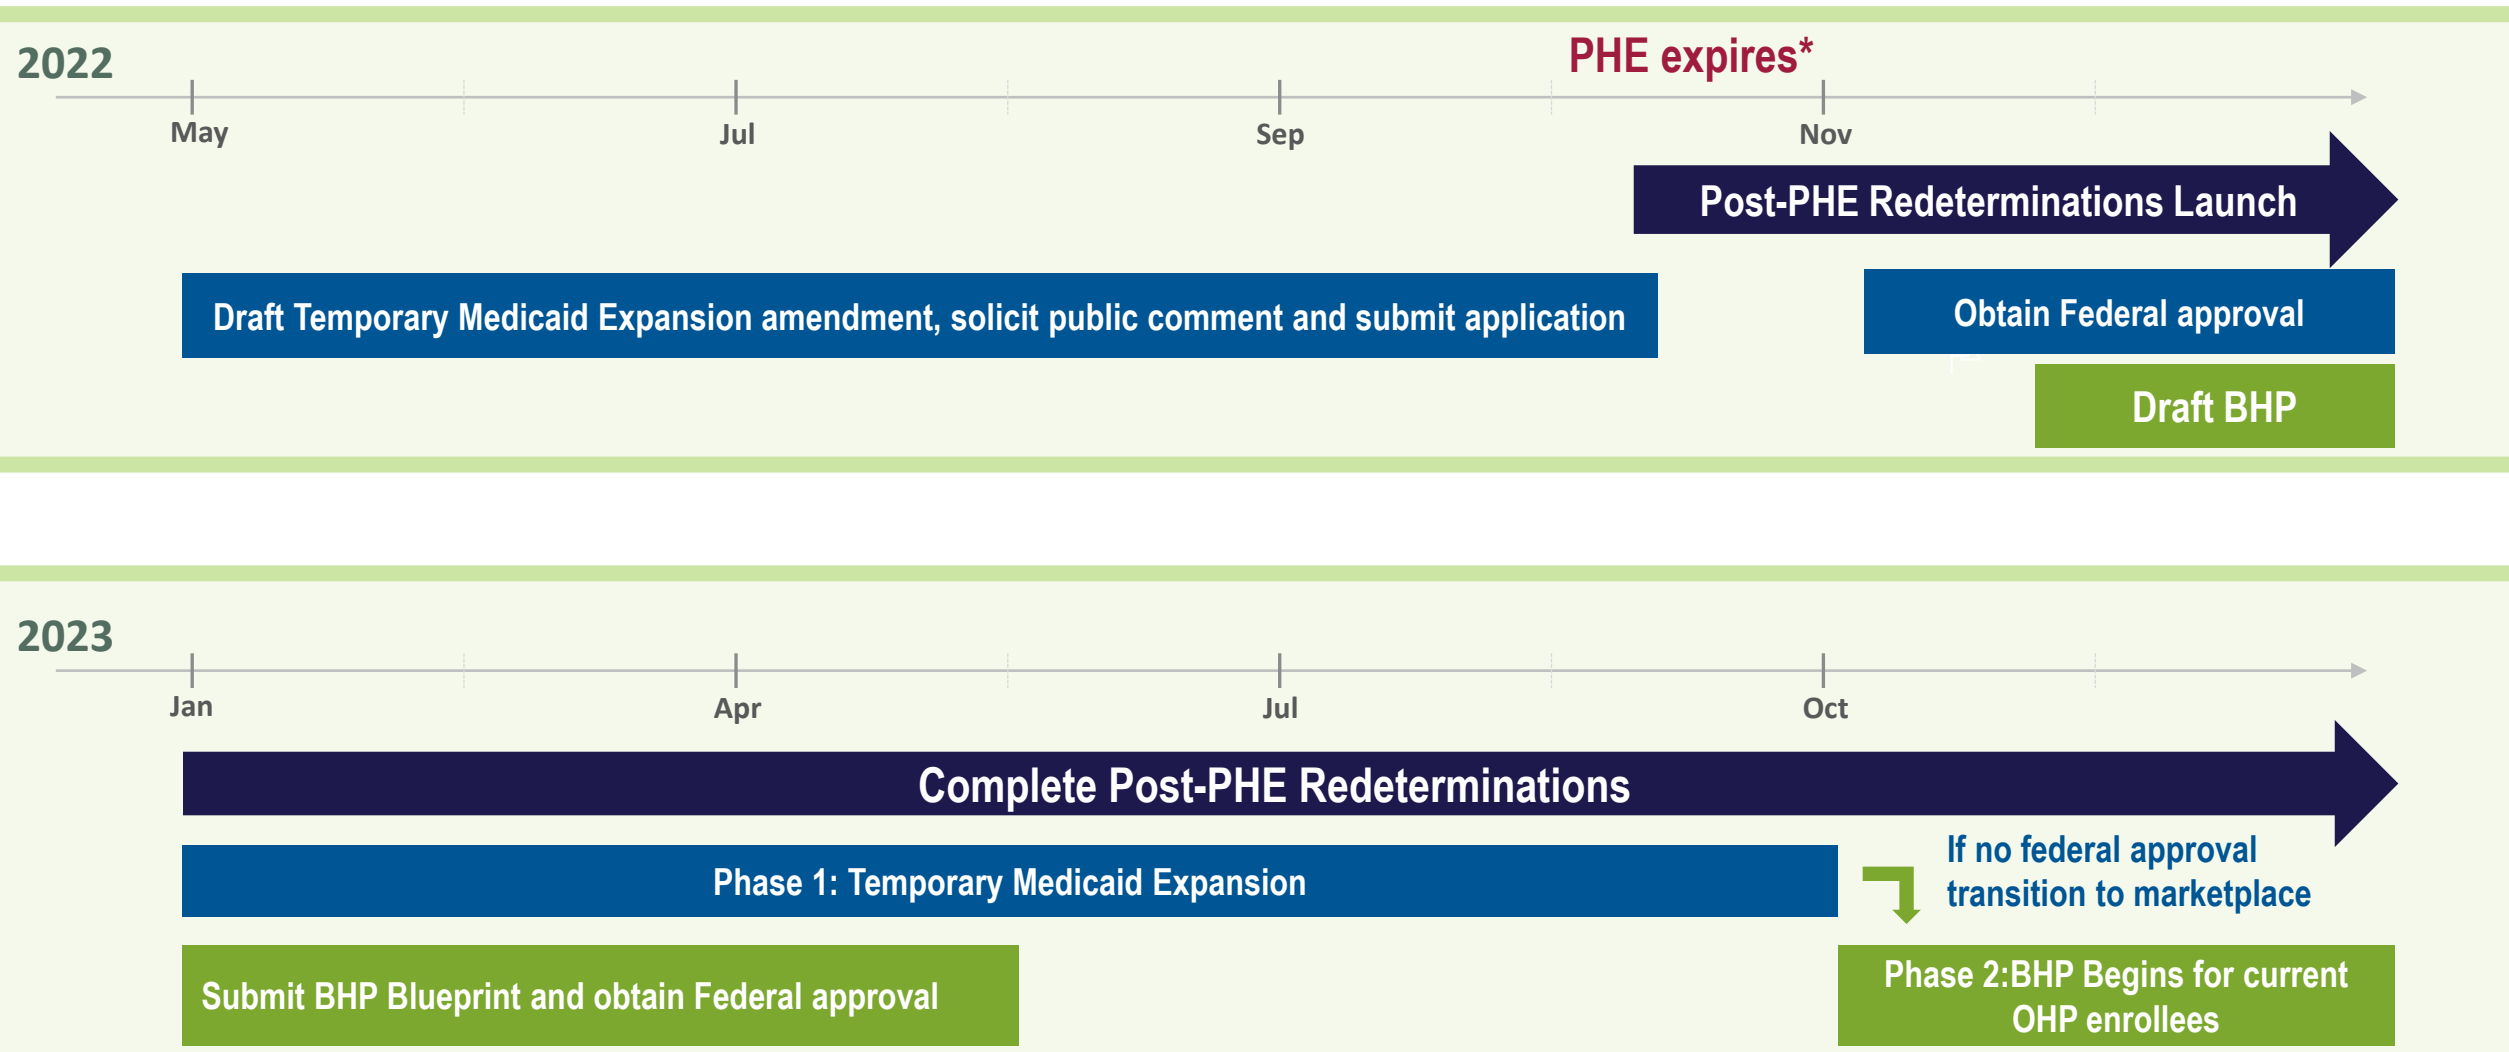 2022
PHE expires*
May
Jul
Sep
Nov
Post-PHE Redeterminations Launch
Draft Temporary Medicaid Expansion amendment, solicit public comment and submit application
Obtain Federal approval
Draft BHP
2023
Jan
Apr
Jul
Oct
Complete Post-PHE Redeterminations
Phase 1: Temporary Medicaid Expansion
If no federal approval
transition to marketplace
Submit BHP Blueprint and obtain Federal approval
Phase 2:BHP Begins for current
OHP enrollees